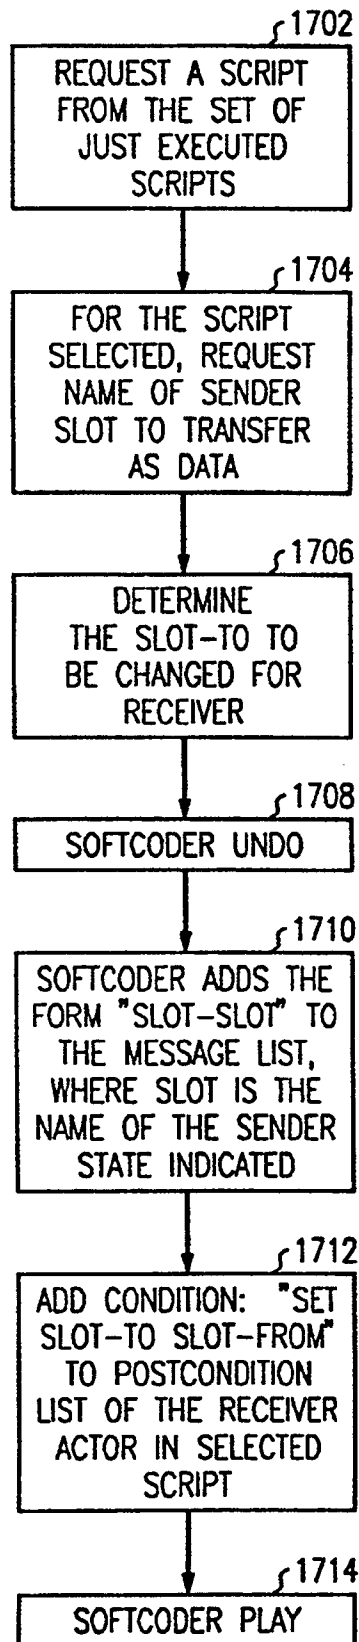 1702
REQUEST A SCRIPT
FROM THE SET OF
JUST EXECUTED
SCRIPTS
1704
FOR THE SCRIPT
SELECTED, REQUEST
NAME OF SENDER
SLOT TO TRANSFER
AS DATA
1706
DETERMINE
THE SLOT-TO TO
BE CHANGED FOR
RECEIVER
1708
SOFTCODER UNDO
1710
SOFTCODER ADDS THE
FORM "SLOT-SLOT" TO
THE MESSAGE LIST,
WHERE SLOT IS THE
NAME OF THE SENDER
STATE INDICATED
1712
ADD CONDITION: "SET
SLOT-TO SLOT-FROM"
TO POSTCONDITION
LIST OF THE RECEIVER
ACTOR IN SELECTED
SCRIPT
1714
SOFTCODER PLAY